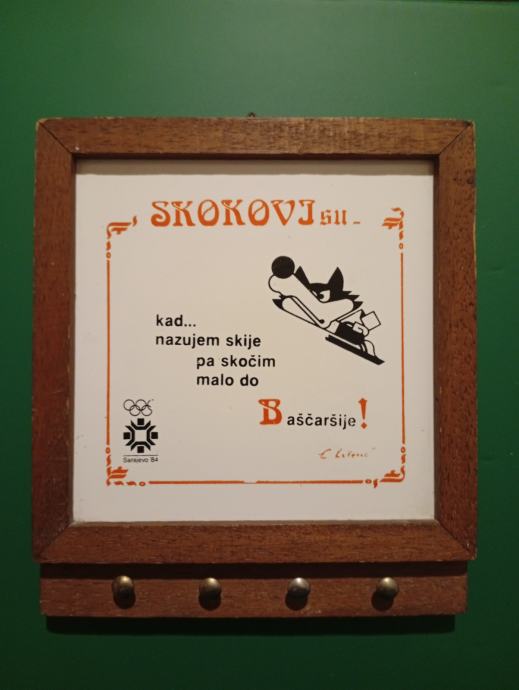 SKOKOVI su -
kad...
nazujem skije
pa skočim
malo do
Baščaršije!
Sarajevo '84